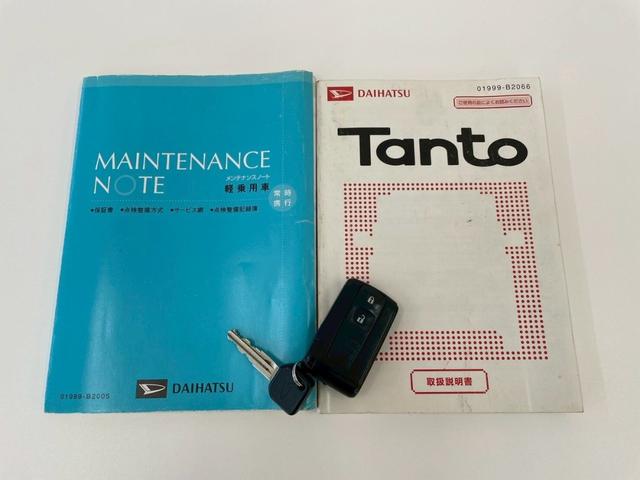 MAINTENANCE
NOTE
メンテナンスノート
軽乗用車
常時
携行
●保証書 ●点検整備方式 ●サービス網 ●点検整備記録簿
DAIHATSU
01999-B2005
DAIHATSU
01999-B2066
ご使用の前によくお読みください
Tanto
取扱説明書